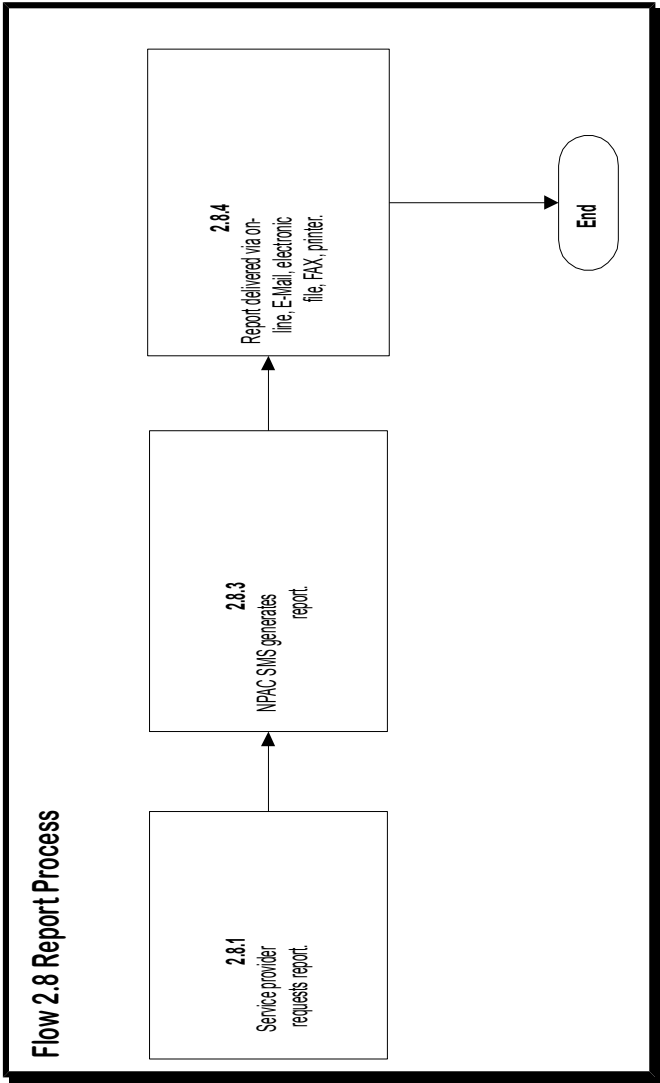 Flow 2.8 Report Process
2.8.1
Service provider
requests report.
2.8.3
NPAC SMS generates
report.
2.8.4
Report delivered via on-
line, E-Mail, electronic
file, FAX, printer.
End